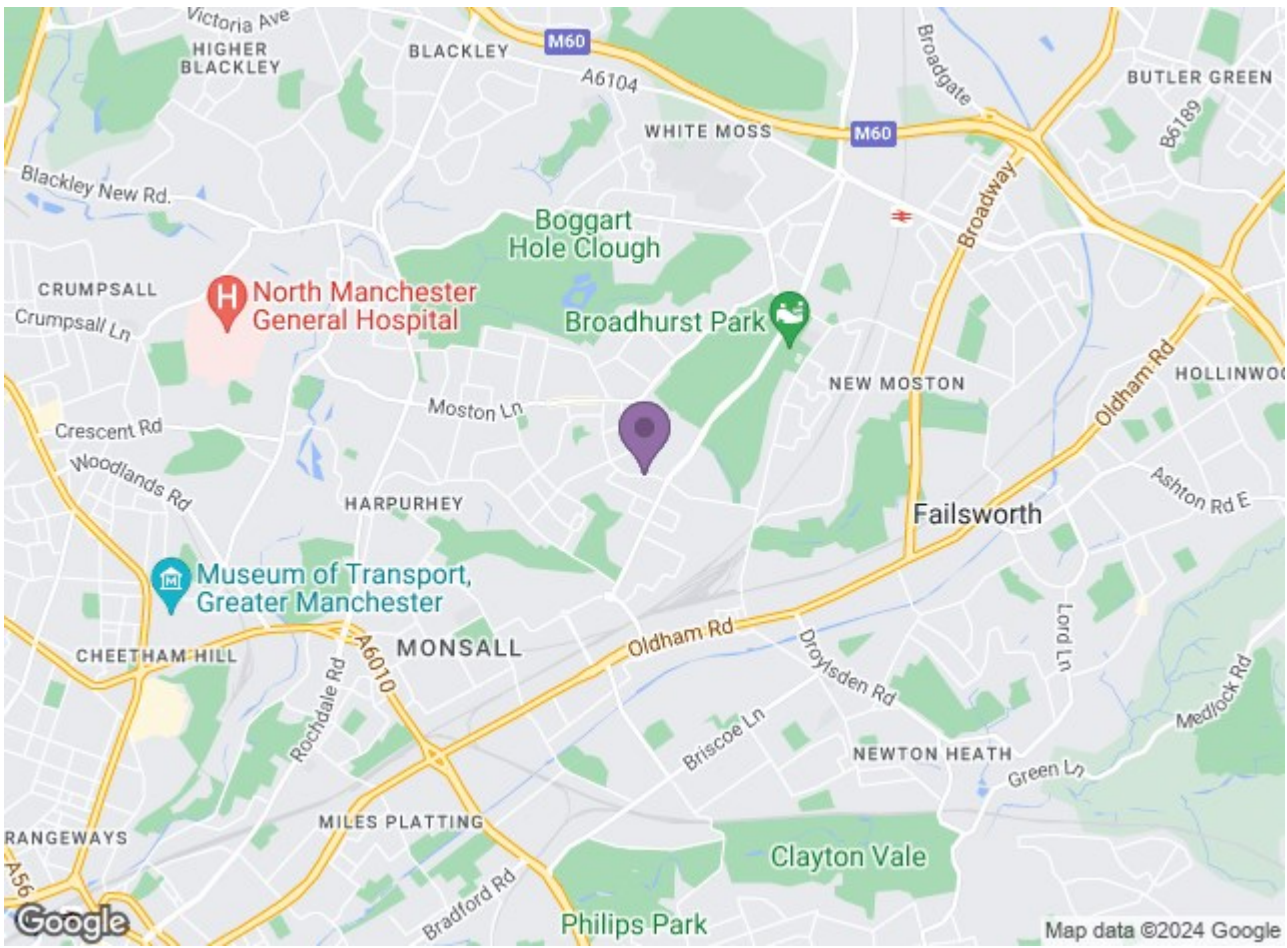 Victoria Ave
HIGHER
BLACKLEY
BLACKLEY
M60
A6104
Broadgate
BUTLER GREEN
WHITE MOSS
M60
B6189
Blackley New Rd.
Boggart
Hole Clough
Broadway
CRUMPSALL
Crumpsall Ln
H
North Manchester
General Hospital
Broadhurst Park
NEW MOSTON
Oldham Rd
HOLLINWOO
Moston Ln
Crescent Rd
Woodlands Rd
HARPURHEY
Failsworth
Ashton Rd E
M
Museum of Transport,
Greater Manchester
MONSALL
Oldham Rd
CHEETHAM HILL
A6010
Rochdale Rd
Droylsden Rd
Lord Ln
Medlock Rd
Briscoe Ln
NEWTON HEATH
Green Ln
MILES PLATTING
RANGEWAYS
A56
Clayton Vale
Bradford Rd
Philips Park
Google
Map data ©2024 Google